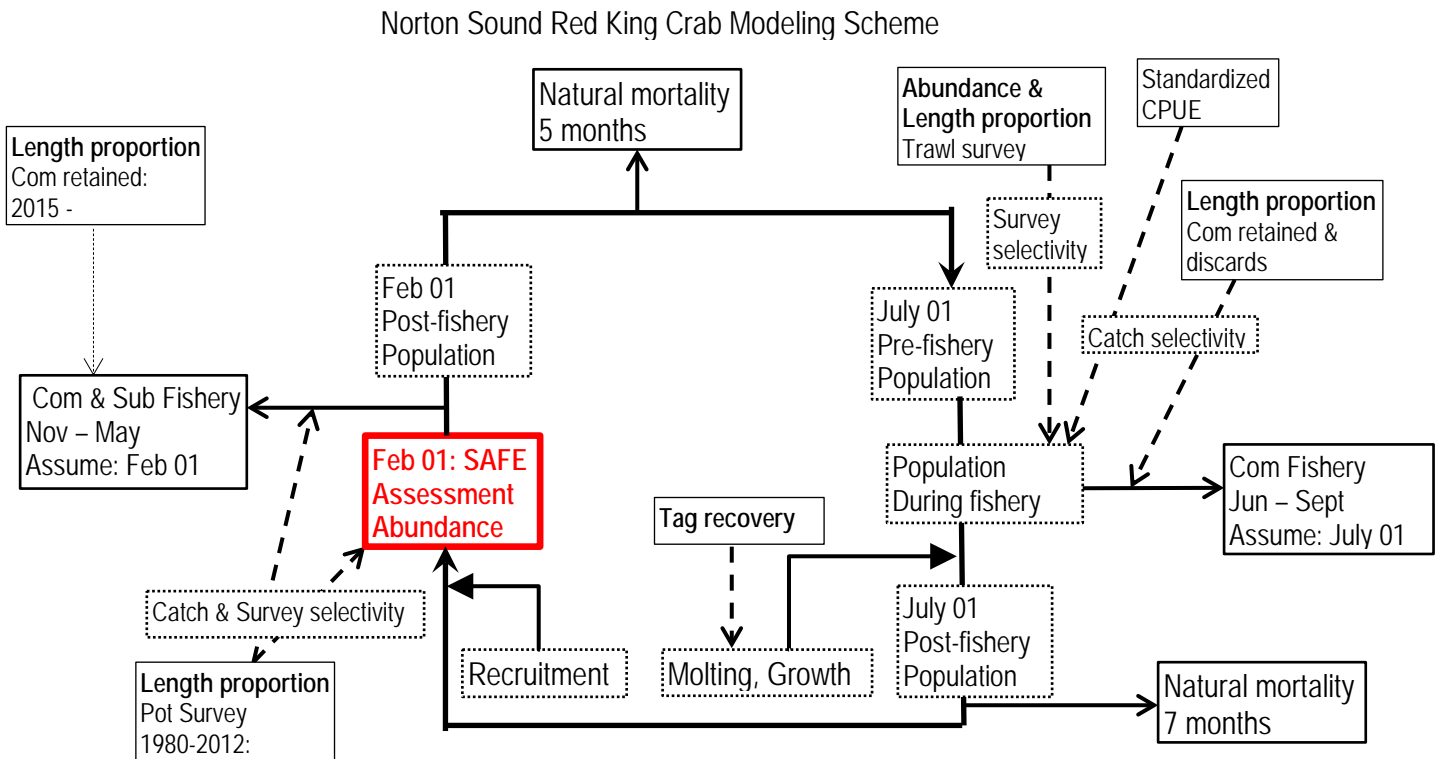 Norton Sound Red King Crab Modeling Scheme
Natural mortality
5 months
Abundance &
Length proportion
Trawl survey
Standardized
CPUE
Length proportion
Com retained:
2015 -
Survey
selectivity
Length proportion
Com retained &
discards
Feb 01
Post-fishery
Population
July 01
Pre-fishery
Population
Catch selectivity
Com & Sub Fishery
Nov – May
Assume: Feb 01
Feb 01: SAFE
Assessment
Abundance
Population
During fishery
Com Fishery
Jun – Sept
Assume: July 01
Tag recovery
Catch & Survey selectivity
Recruitment
Molting, Growth
July 01
Post-fishery
Population
Length proportion
Pot Survey
1980-2012:
Natural mortality
7 months